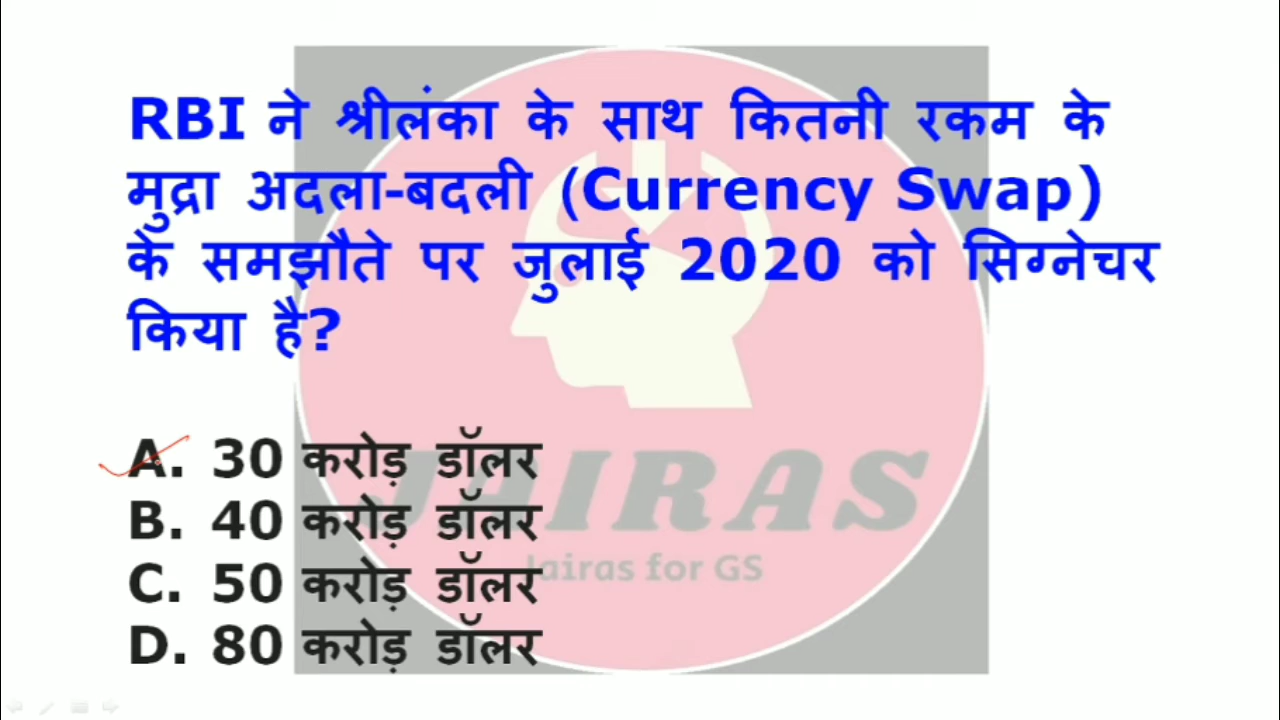 RBI ने श्रीलंका के साथ कितनी रकम के
मुद्रा अदला-बदली (Currency Swap)
के समझौते पर जुलाई 2020 को सिग्नेचर
किया है?
A. 30 करोड़ डॉलर
B. 40 करोड़ डॉलर
C. 50 करोड़ डॉलर
D. 80 करोड़ डॉलर
JAIRAS
Jairas for GS